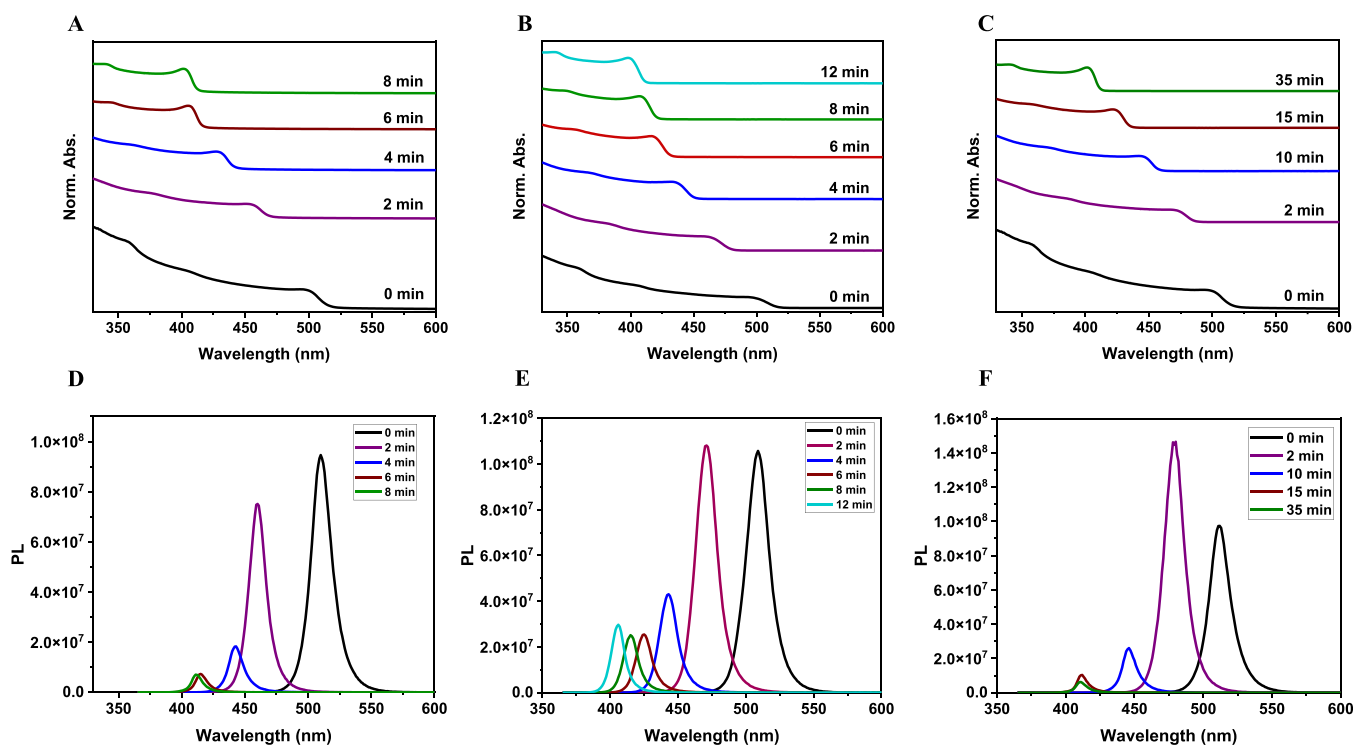 A
8 min
6 min
4 min
2 min
0 min
Norm. Abs.
350 400 450 500 550 600
Wavelength (nm)
B
12 min
8 min
6 min
4 min
2 min
0 min
Norm. Abs.
350 400 450 500 550 600
Wavelength (nm)
C
35 min
15 min
10 min
2 min
0 min
Norm. Abs.
350 400 450 500 550 600
Wavelength (nm)
D
1.0×10⁸
8.0×10⁷
6.0×10⁷
4.0×10⁷
2.0×10⁷
0.0
PL
0 min
2 min
4 min
6 min
8 min
350 400 450 500 550 600
Wavelength (nm)
E
1.2×10⁸
1.0×10⁸
8.0×10⁷
6.0×10⁷
4.0×10⁷
2.0×10⁷
0.0
PL
0 min
2 min
4 min
6 min
8 min
12 min
350 400 450 500 550 600
Wavelength (nm)
F
1.6×10⁸
1.4×10⁸
1.2×10⁸
1.0×10⁸
8.0×10⁷
6.0×10⁷
4.0×10⁷
2.0×10⁷
0.0
PL
0 min
2 min
10 min
15 min
35 min
350 400 450 500 550 600
Wavelength (nm)